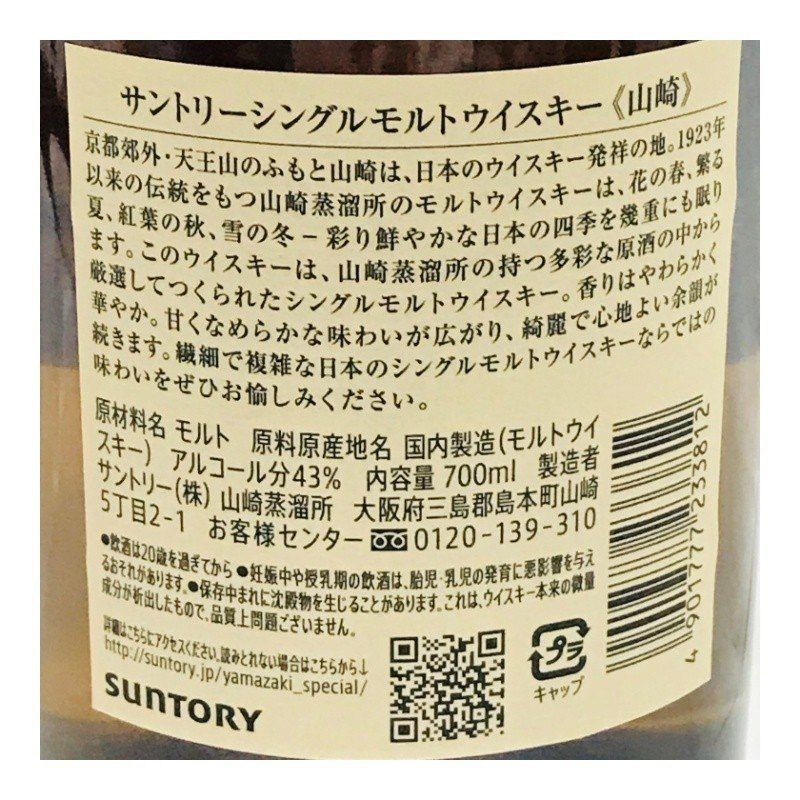 サントリーシングルモルトウイスキー《山崎》
京都郊外・天王山のふもと山崎は、日本のウイスキー発祥の地。1923年
以来の伝統をもつ山崎蒸溜所のモルトウイスキーは、花の春、繁る
夏、紅葉の秋、雪の冬－彩り鮮やかな日本の四季を幾重にも眠り
ます。このウイスキーは、山崎蒸溜所の持つ多彩な原酒の中から
厳選してつくられたシングルモルトウイスキー。香りはやわらかく
華やか。甘くなめらかな味わいが広がり、綺麗で心地よい余韻が
続きます。繊細で複雑な日本のシングルモルトウイスキーならではの
味わいをぜひお愉しみください。
原材料名 モルト 原料原産地名 国内製造(モルトウイ
スキー) アルコール分43% 内容量 700ml 製造者
サントリー(株) 山崎蒸溜所 大阪府三島郡島本町山崎
5丁目2-1 お客様センター 0120-139-310
●飲酒は20歳を過ぎてから ●妊娠中や授乳期の飲酒は、胎児・乳児の発育に悪影響を与え
るおそれがあります。●保存中まれに沈殿物を生じることがあります。これは、ウイスキー本来の微量
成分が析出したもので、品質上問題ございません。
詳細はこちらにアクセスください。読みとれない場合はこちらから↓
http://suntory.jp/yamazaki_special/
SUNTORY
プラ
キャップ
4 901777 233812